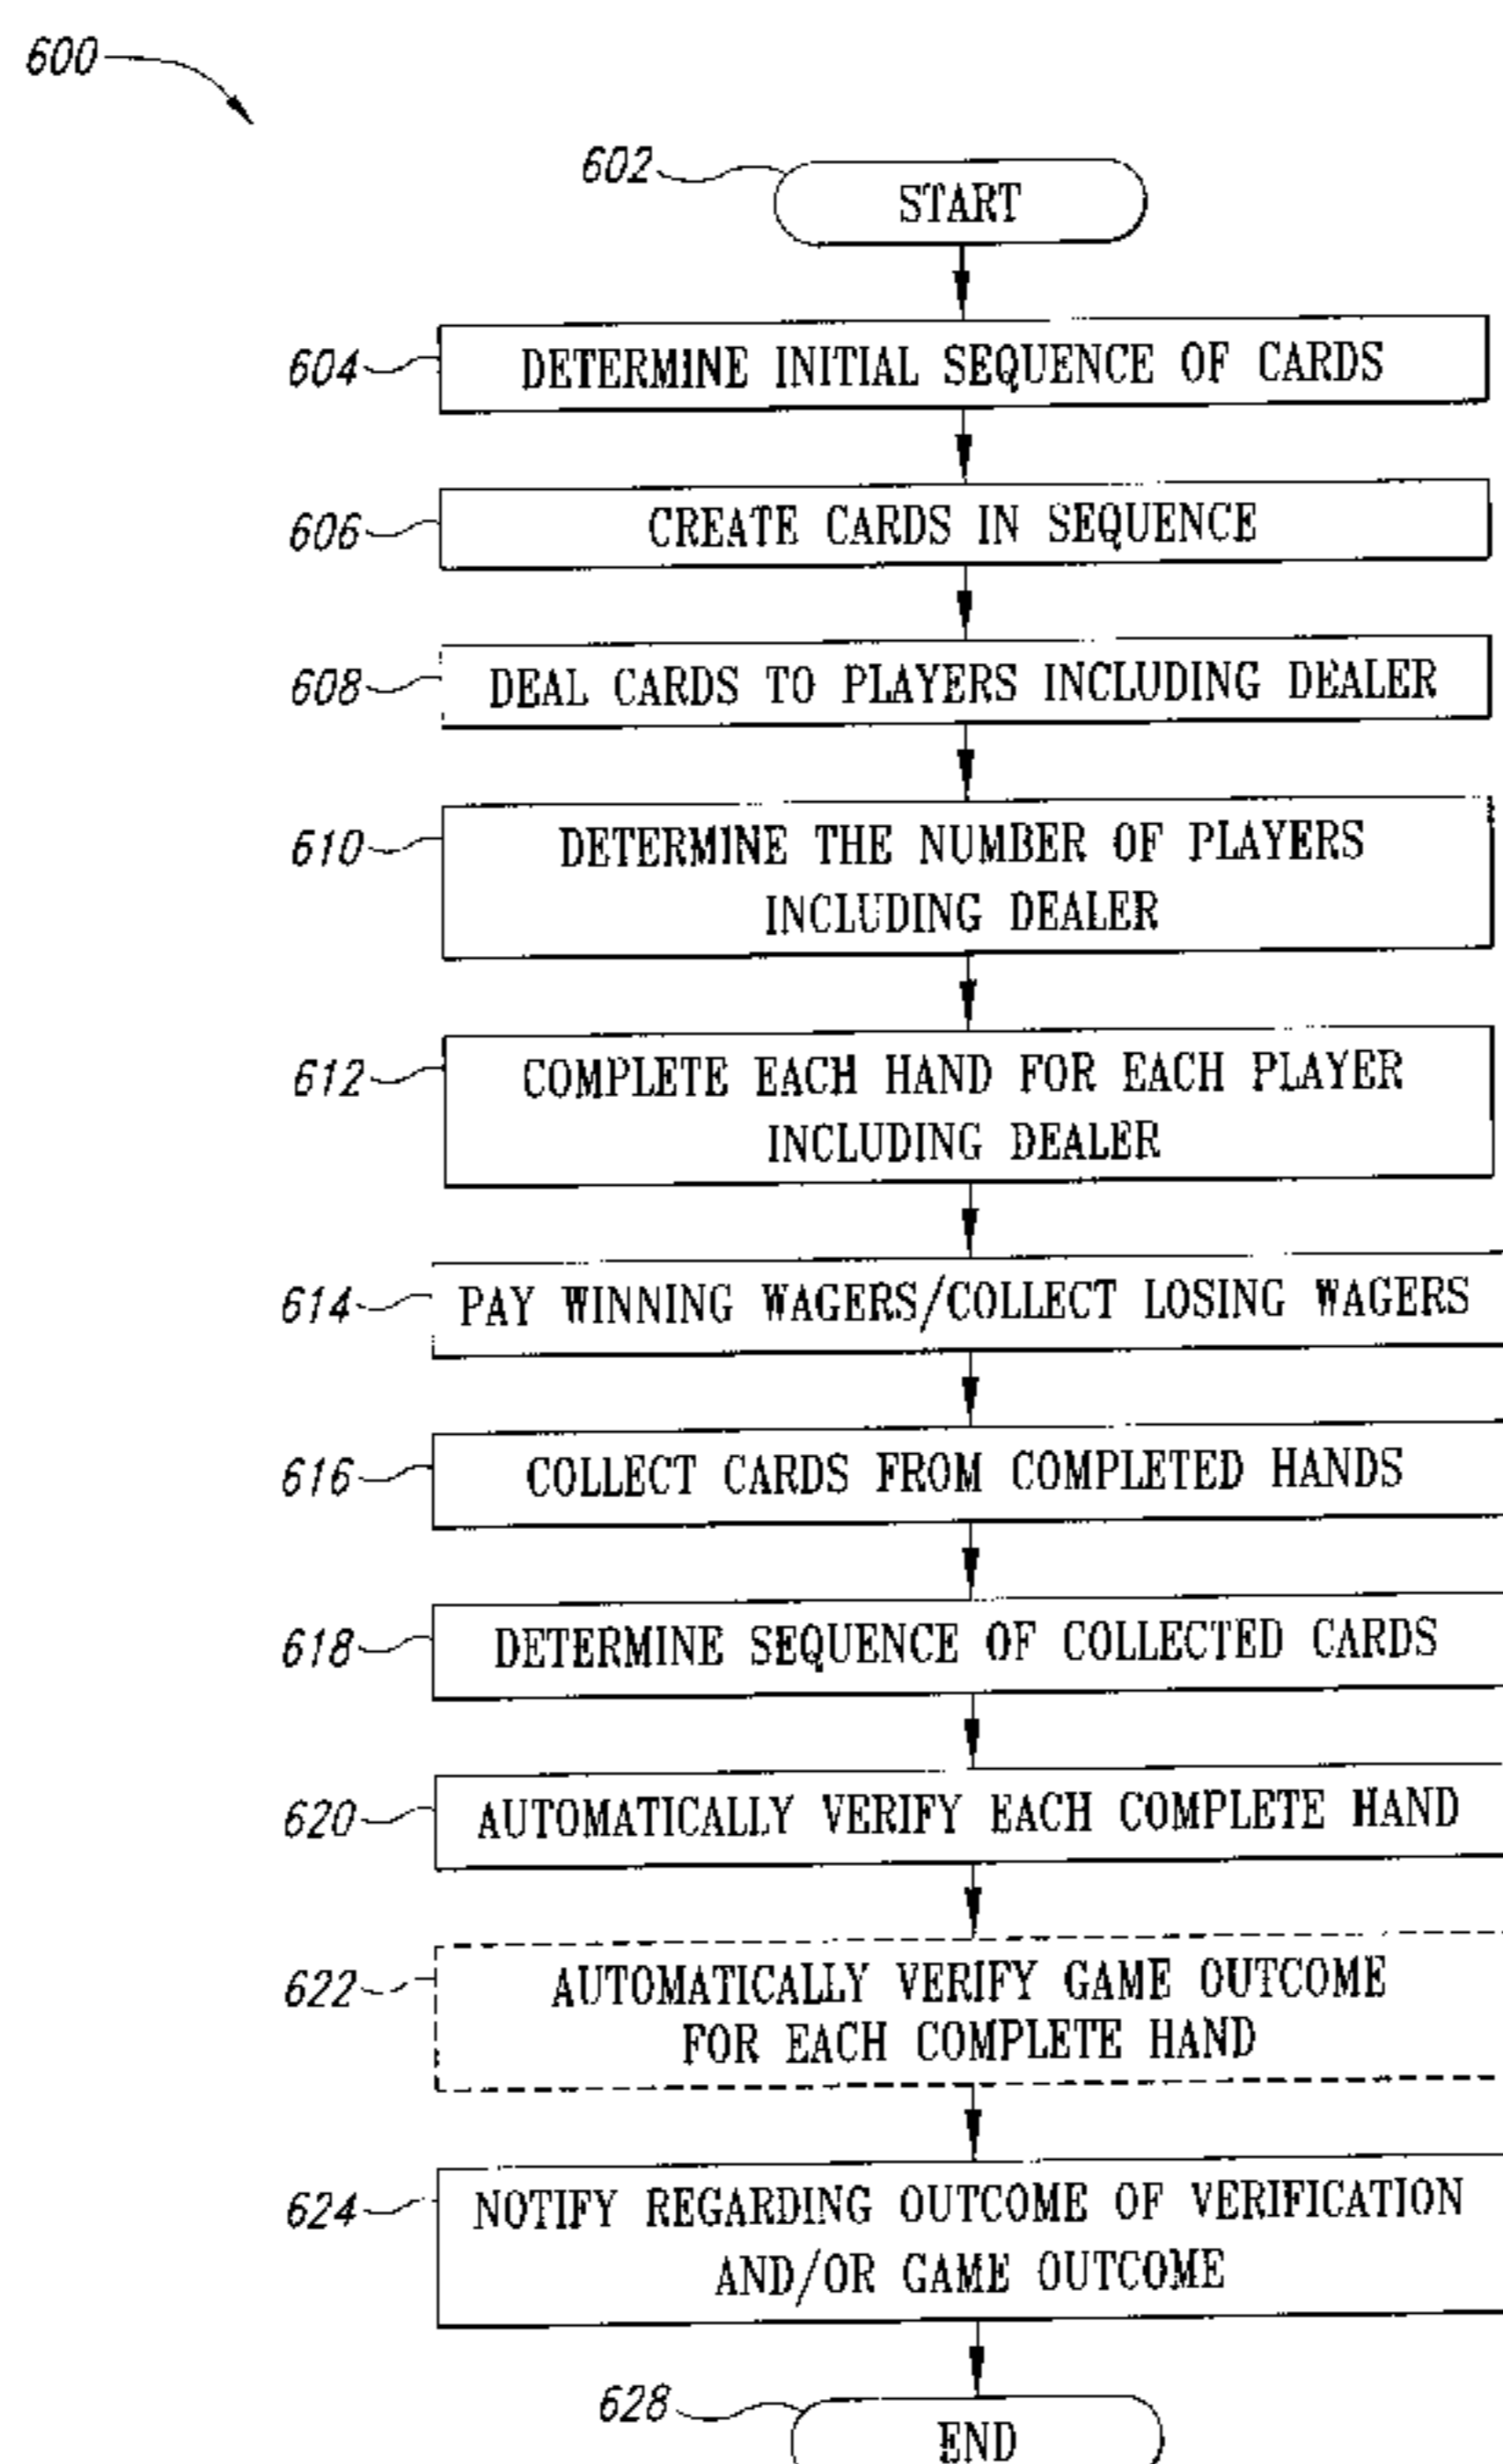 600
602
START
604
DETERMINE INITIAL SEQUENCE OF CARDS
606
CREATE CARDS IN SEQUENCE
608
DEAL CARDS TO PLAYERS INCLUDING DEALER
610
DETERMINE THE NUMBER OF PLAYERS
INCLUDING DEALER
612
COMPLETE EACH HAND FOR EACH PLAYER
INCLUDING DEALER
614
PAY WINNING WAGERS/COLLECT LOSING WAGERS
616
COLLECT CARDS FROM COMPLETED HANDS
618
DETERMINE SEQUENCE OF COLLECTED CARDS
620
AUTOMATICALLY VERIFY EACH COMPLETE HAND
622
AUTOMATICALLY VERIFY GAME OUTCOME
FOR EACH COMPLETE HAND
624
NOTIFY REGARDING OUTCOME OF VERIFICATION
AND/OR GAME OUTCOME
628
END